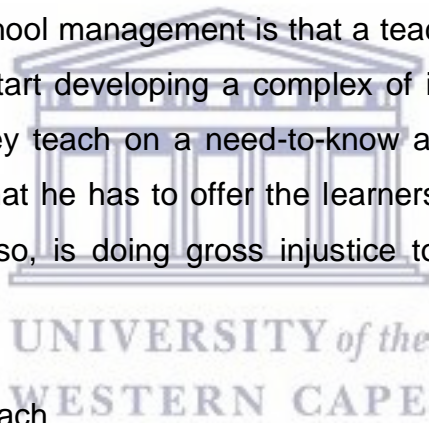 hool management is that a teac
tart developing a complex of i
ey teach on a need-to-know a
at he has to offer the learners
so, is doing gross injustice to
UNIVERSITY of the
WESTERN CAPE
ach